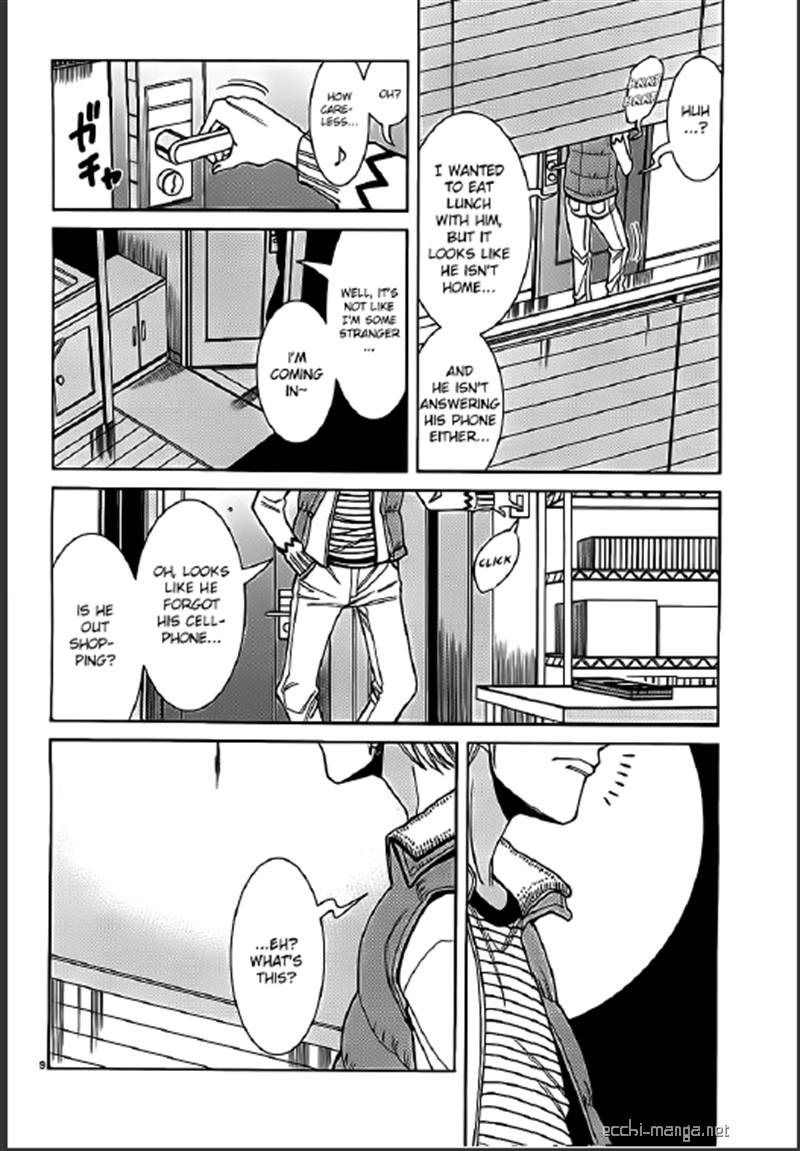 HUH
...?
BRRT
BRRT
I WANTED
TO EAT
LUNCH
WITH HIM,
BUT IT
LOOKS LIKE
HE ISN'T
HOME...
AND
HE ISN'T
ANSWERING
HIS PHONE
EITHER...
OH?
HOW
CARE-
LESS...
♪
ガチャ
WELL, IT'S
NOT LIKE
I'M SOME
STRANGER
...
I'M
COMING
IN~
CLICK
OH, LOOKS
LIKE HE
FORGOT
HIS CELL-
PHONE...
IS HE
OUT
SHOP-
PING?
...EH?
WHAT'S
THIS?
9
ecchi-manga.net